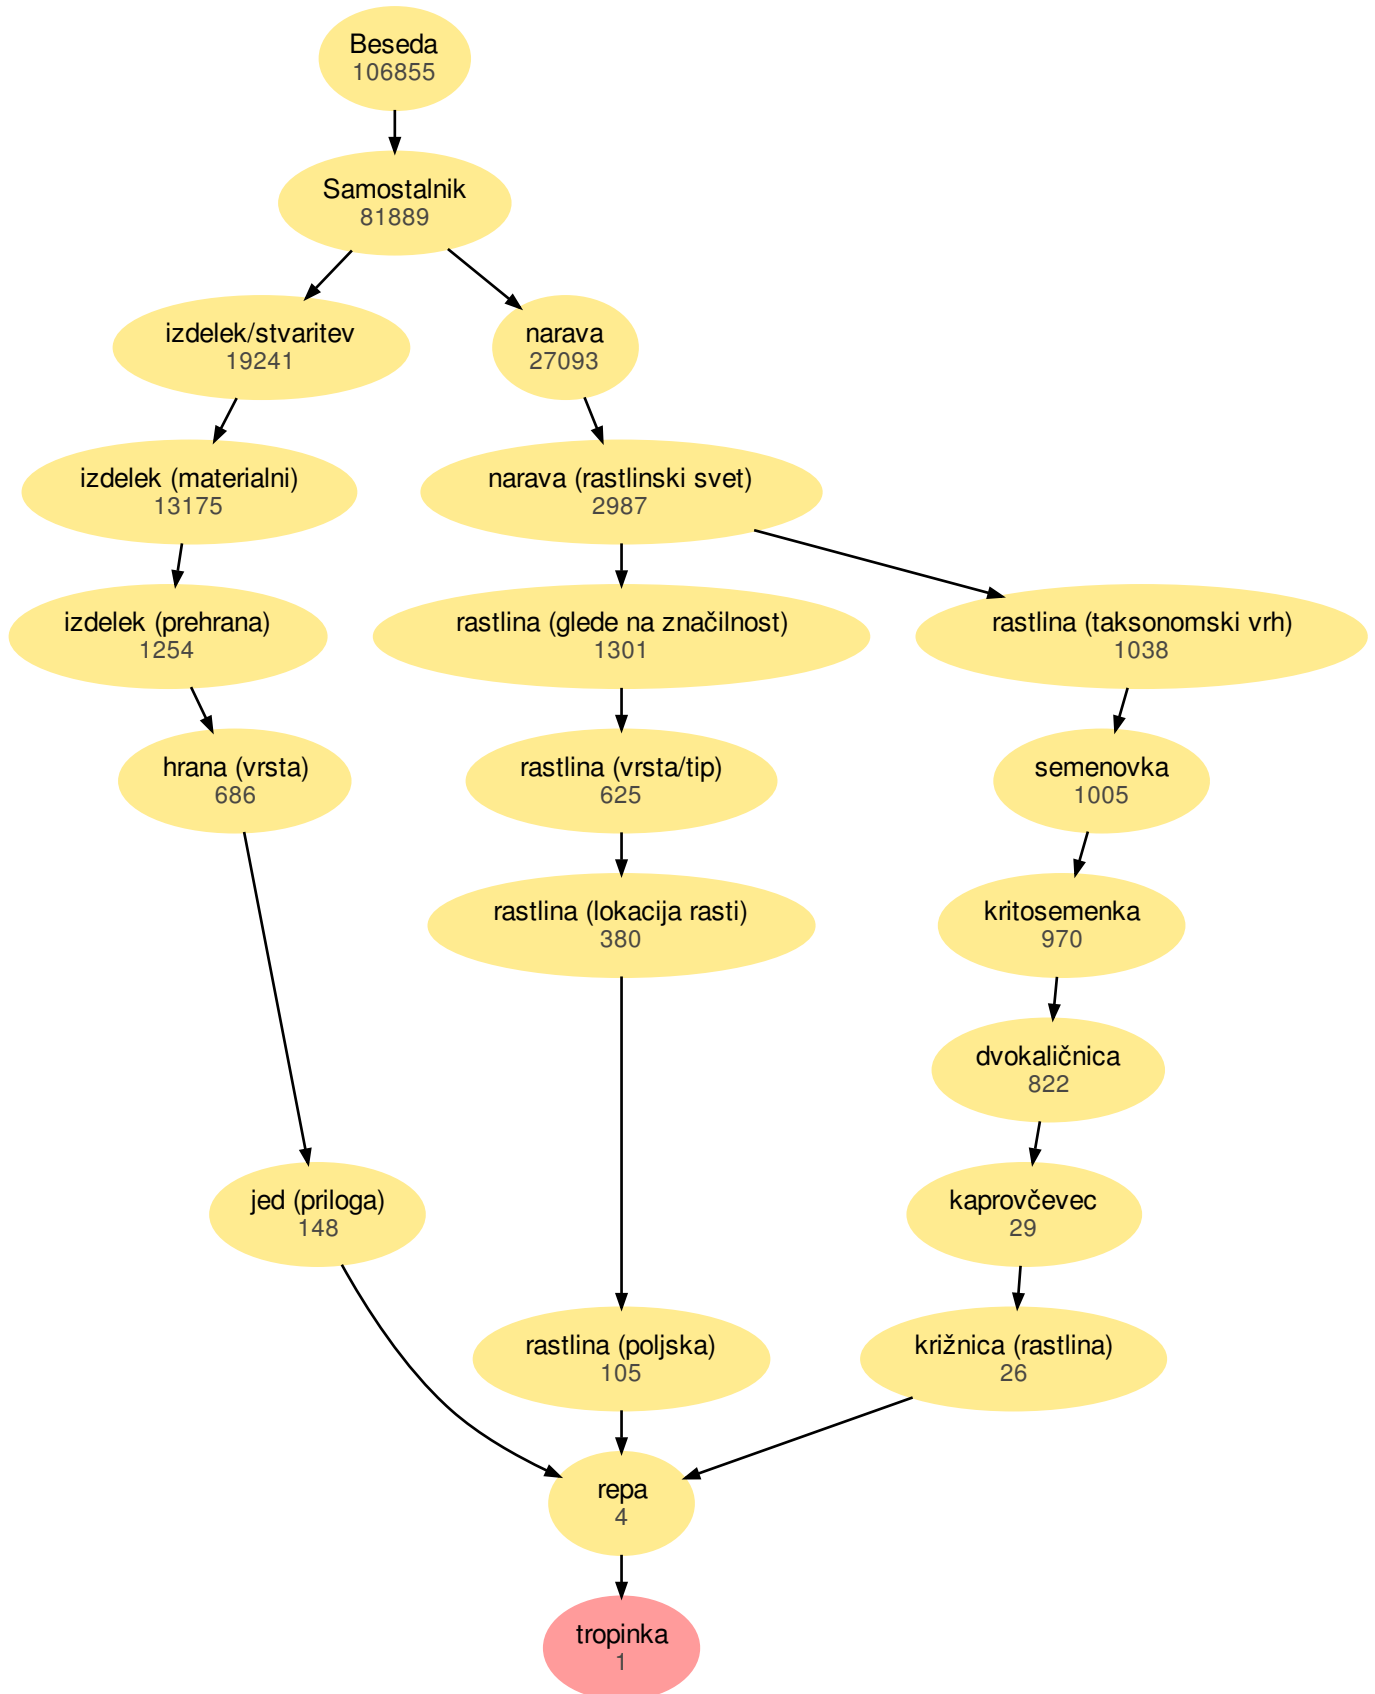 Beseda
106855
Samostalnik
81889
izdelek/stvaritev
19241
narava
27093
izdelek (materialni)
13175
narava (rastlinski svet)
2987
izdelek (prehrana)
1254
rastlina (glede na značilnost)
1301
rastlina (taksonomski vrh)
1038
hrana (vrsta)
686
rastlina (vrsta/tip)
625
semenovka
1005
rastlina (lokacija rasti)
380
kritosemenka
970
dvokaličnica
822
jed (priloga)
148
kaprovčevec
29
rastlina (poljska)
105
križnica (rastlina)
26
repa
4
tropinka
1